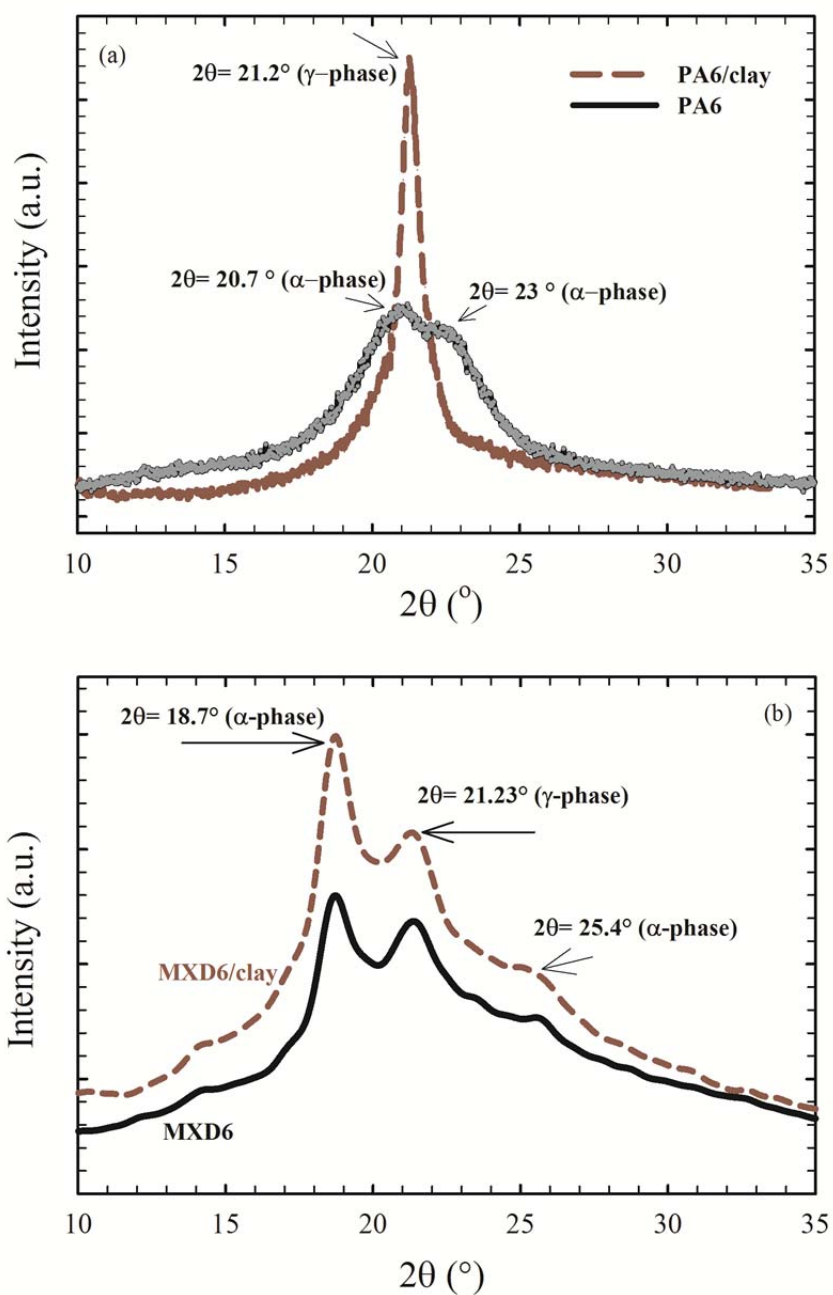 (a)
2θ= 21.2° (γ–phase)
PA6/clay
PA6
2θ= 20.7 ° (α–phase)
2θ= 23 ° (α–phase)
Intensity (a.u.)
10 15 20 25 30 35
2θ (°)
(b)
2θ= 18.7° (α-phase)
2θ= 21.23° (γ-phase)
2θ= 25.4° (α-phase)
MXD6/clay
MXD6
Intensity (a.u.)
10 15 20 25 30 35
2θ (°)